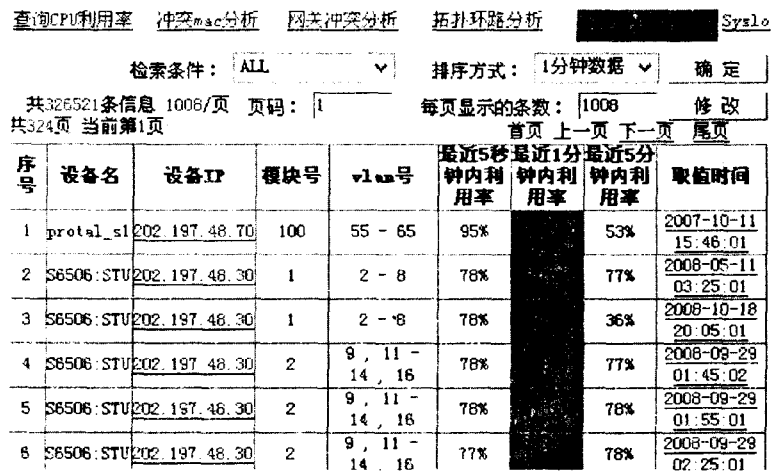 查询CPU利用率 冲突mac分析 网关冲突分析 拓扑环路分析 Syslo
检索条件： ALL 排序方式： 1分钟数据 确 定
共326521条信息 1008/页 页码： 1 每页显示的条数： 1008 修 改
共324页 当前第1页 首页 上一页 下一页 尾页
序号 设备名 设备IP 模块号 vlan号 最近5秒钟内利用率 最近1分钟内利用率 最近5分钟内利用率 取值时间
1 protal_s1 202.197.48.70 100 55 - 65 95% 53% 2007-10-11 15:46:01
2 S6506:STU 202.197.48.30 1 2 - 8 78% 77% 2008-05-11 03:25:01
3 S6506:STU 202.197.48.30 1 2 - 8 78% 36% 2008-10-18 20:05:01
4 S6506:STU 202.197.48.30 2 9 , 11 - 14 , 16 78% 77% 2008-09-29 01:45:02
5 S6506:STU 202.197.48.30 2 9 , 11 - 14 , 16 78% 78% 2008-09-29 01:55:01
6 S6506:STU 202.197.48.30 2 9 , 11 - 14 , 16 77% 78% 2008-09-29 02:25:01